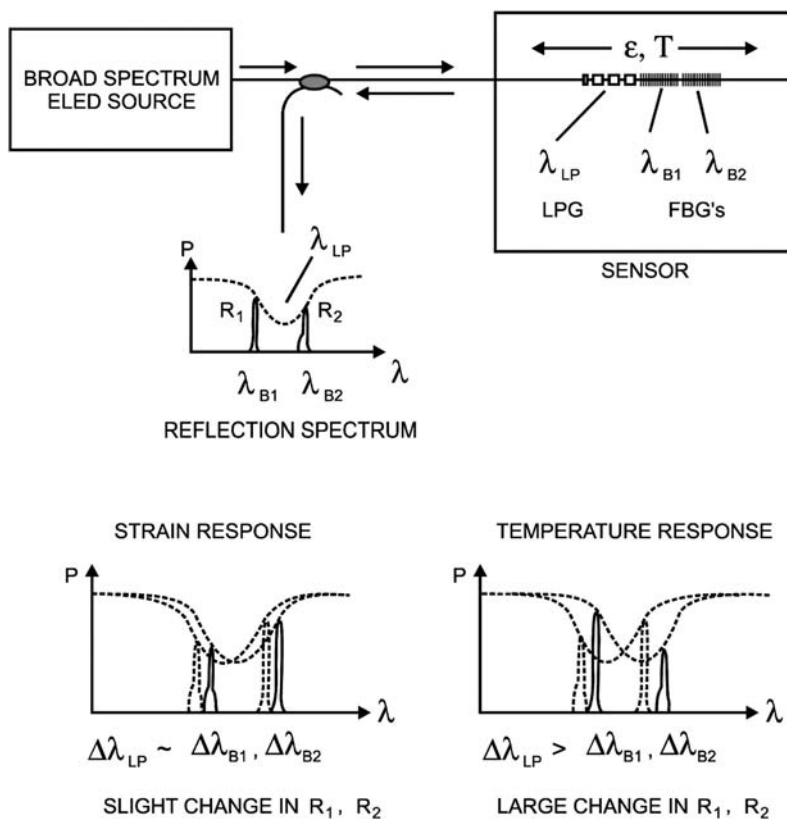 BROAD SPECTRUM
ELED SOURCE
ε, T
λLP
λB1
λB2
LPG
FBG's
SENSOR
P
λLP
R1
R2
λ
λB1
λB2
REFLECTION SPECTRUM
STRAIN RESPONSE
P
λ
ΔλLP ~ ΔλB1, ΔλB2
SLIGHT CHANGE IN R1, R2
TEMPERATURE RESPONSE
P
λ
ΔλLP > ΔλB1, ΔλB2
LARGE CHANGE IN R1, R2